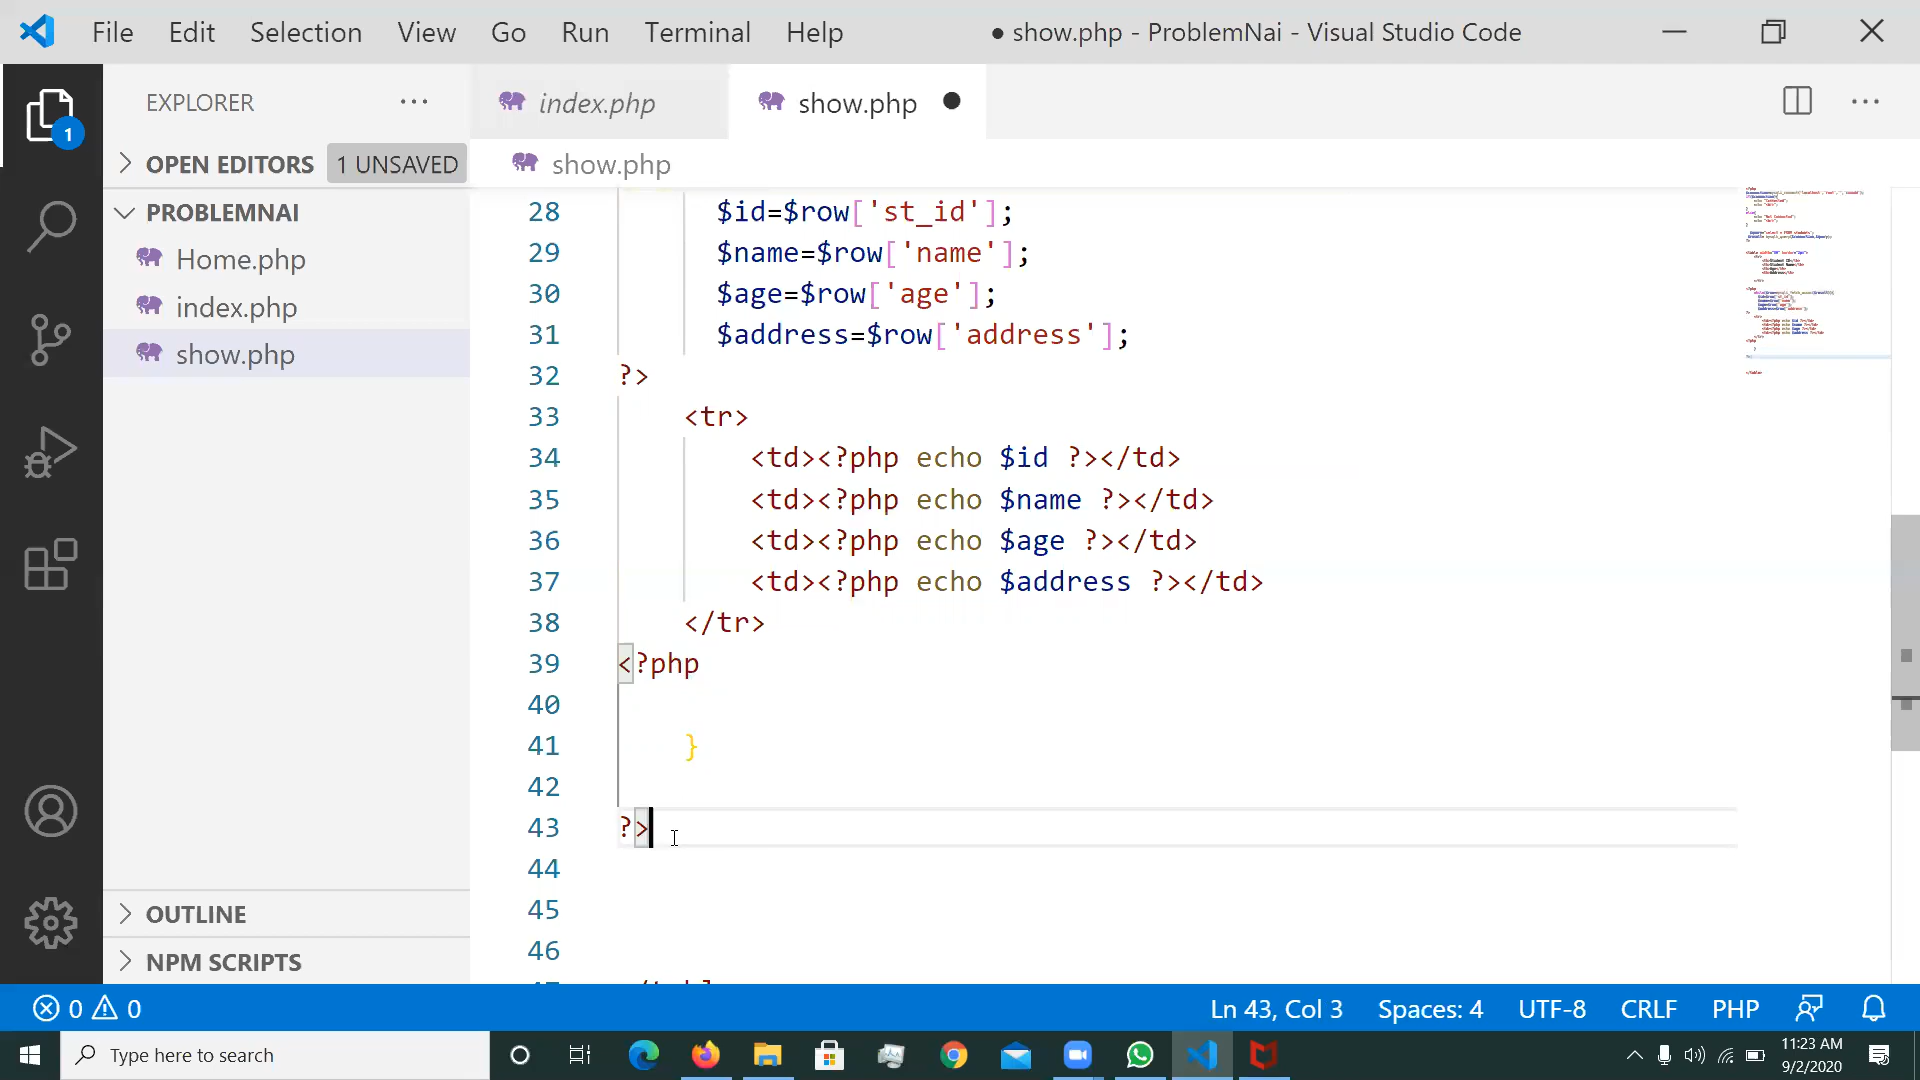 File Edit Selection View Go Run Terminal Help ● show.php - ProblemNai - Visual Studio Code
EXPLORER ···
index.php show.php ●
OPEN EDITORS 1 UNSAVED
show.php
PROBLEMNAI
Home.php
index.php
show.php
OUTLINE
NPM SCRIPTS
1
28 $id=$row['st_id'];
29 $name=$row['name'];
30 $age=$row['age'];
31 $address=$row['address'];
32 ?>
33 <tr>
34 <td><?php echo $id ?></td>
35 <td><?php echo $name ?></td>
36 <td><?php echo $age ?></td>
37 <td><?php echo $address ?></td>
38 </tr>
39 <?php
40
41 }
42
43 ?>
44
45
46
0 0 Ln 43, Col 3 Spaces: 4 UTF-8 CRLF PHP
Type here to search
11:23 AM
9/2/2020